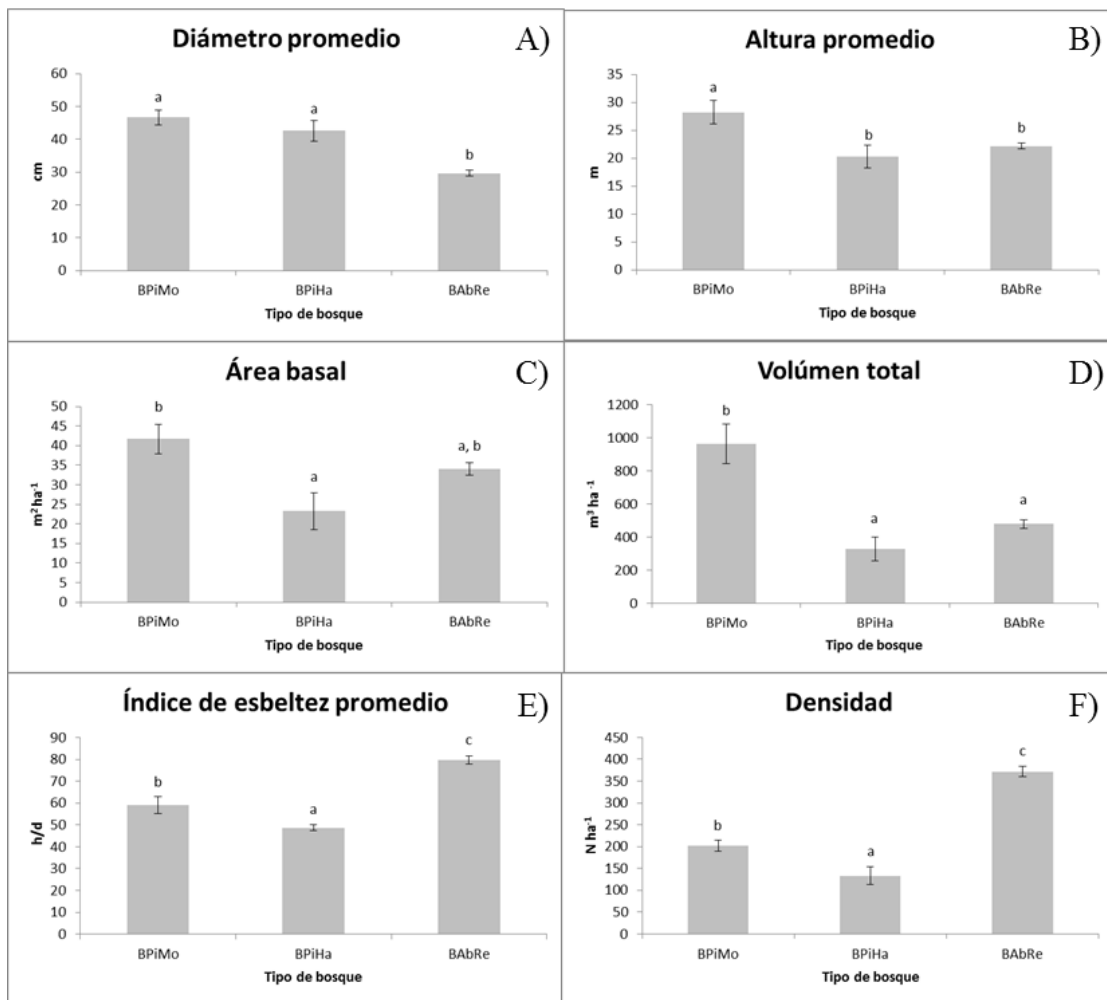 Diámetro promedio
A)
60
50
40
30
20
10
0
cm
a
a
b
BPiMo
BPiHa
BAbRe
Tipo de bosque
Altura promedio
B)
35
30
25
20
15
10
5
0
m
a
b
b
BPiMo
BPiHa
BAbRe
Tipo de bosque
Área basal
C)
50
45
40
35
30
25
20
15
10
5
0
m² ha⁻¹
b
a
a, b
BPiMo
BPiHa
BAbRe
Tipo de bosque
Volúmen total
D)
1200
1000
800
600
400
200
0
m³ ha⁻¹
b
a
a
BPiMo
BPiHa
BAbRe
Tipo de bosque
Índice de esbeltez promedio
E)
90
80
70
60
50
40
30
20
10
0
h/d
b
a
c
BPiMo
BPiHa
BAbRe
Tipo de bosque
Densidad
F)
450
400
350
300
250
200
150
100
50
0
N ha⁻¹
b
a
c
BPiMo
BPiHa
BAbRe
Tipo de bosque